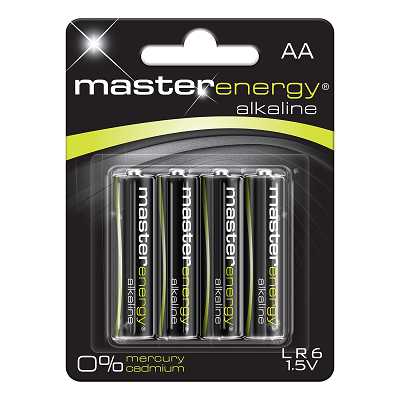 AA
masterenergy®
alkaline
masterenergy®
alkaline
masterenergy®
alkaline
masterenergy®
alkaline
masterenergy®
alkaline
0% mercury
cadmium
LR6
1.5V